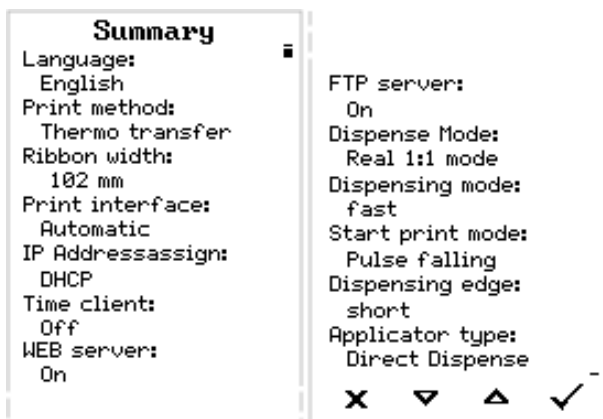 Summary
Language:
English
Print method:
Thermo transfer
Ribbon width:
102 mm
Print interface:
Automatic
IP Addressassign:
DHCP
Time client:
Off
WEB server:
On
FTP server:
On
Dispense Mode:
Real 1:1 mode
Dispensing mode:
fast
Start print mode:
Pulse falling
Dispensing edge:
short
Applicator type:
Direct Dispense